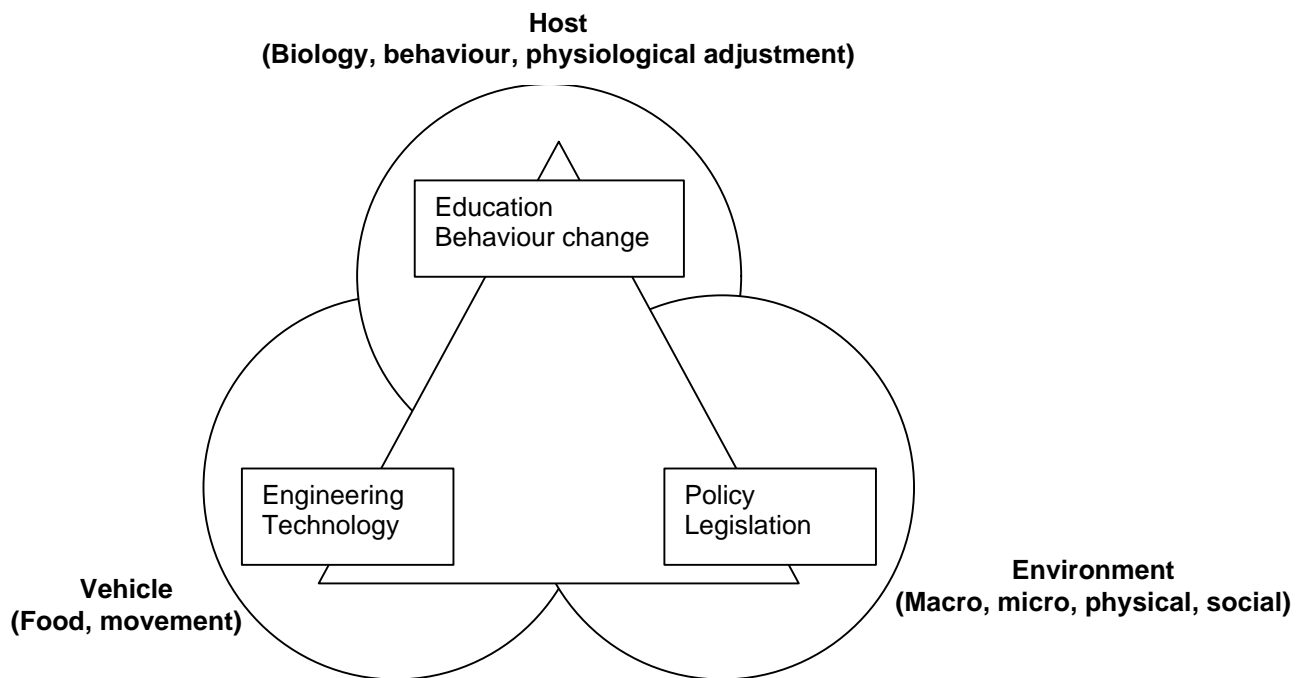 Host
(Biology, behaviour, physiological adjustment)
Education
Behaviour change
Engineering
Technology
Policy
Legislation
Vehicle
(Food, movement)
Environment
(Macro, micro, physical, social)